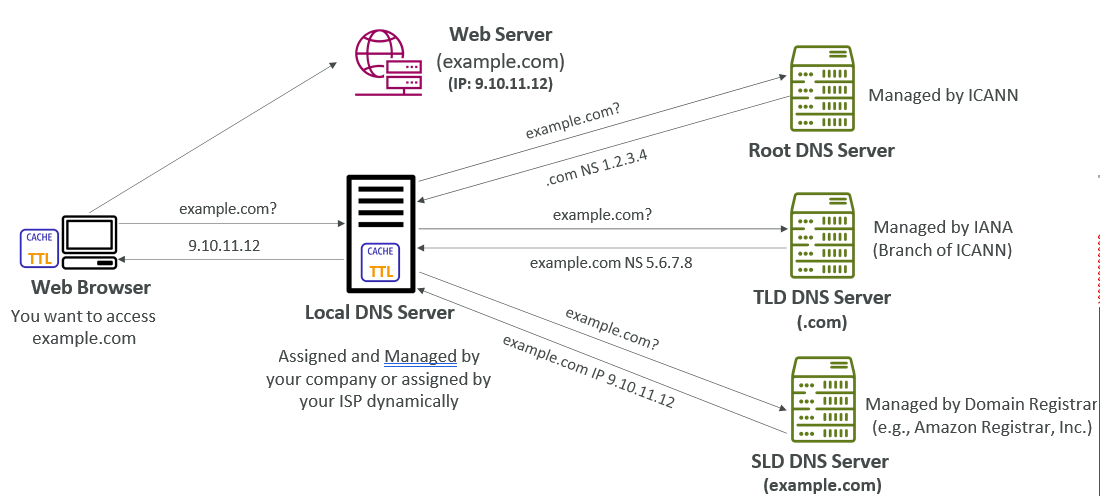 Web Server
(example.com)
(IP: 9.10.11.12)
Managed by ICANN
Root DNS Server
example.com?
.com NS 1.2.3.4
example.com?
9.10.11.12
CACHE
TTL
Web Browser
You want to access
example.com
CACHE
TTL
Local DNS Server
Assigned and Managed by
your company or assigned by
your ISP dynamically
example.com?
example.com NS 5.6.7.8
Managed by IANA
(Branch of ICANN)
TLD DNS Server
(.com)
example.com?
example.com IP 9.10.11.12
Managed by Domain Registrar
(e.g., Amazon Registrar, Inc.)
SLD DNS Server
(example.com)